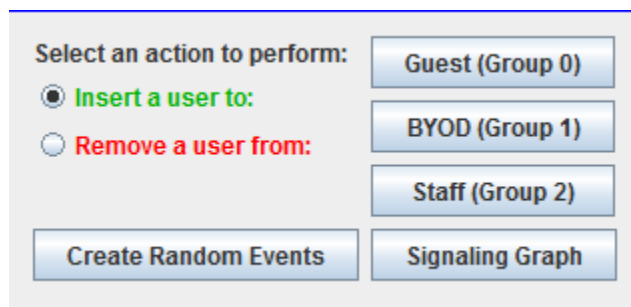 Select an action to perform:
Insert a user to:
Remove a user from:
Guest (Group 0)
BYOD (Group 1)
Staff (Group 2)
Create Random Events
Signaling Graph